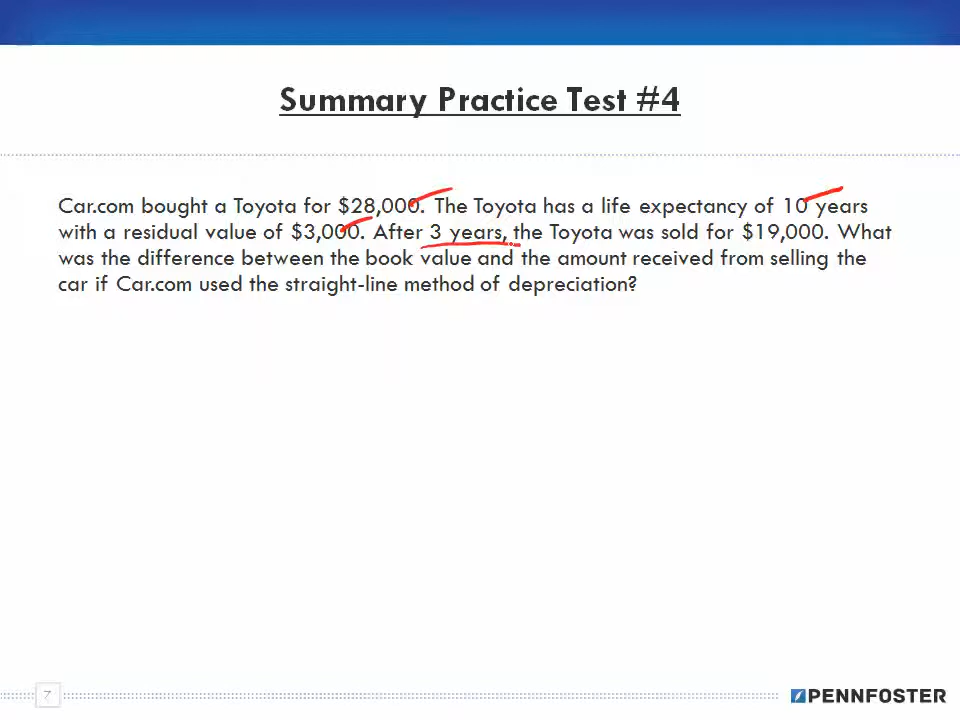 Summary Practice Test #4
Car.com bought a Toyota for $28,000. The Toyota has a life expectancy of 10 years
with a residual value of $3,000. After 3 years, the Toyota was sold for $19,000. What
was the difference between the book value and the amount received from selling the
car if Car.com used the straight-line method of depreciation?
7
PENNFOSTER